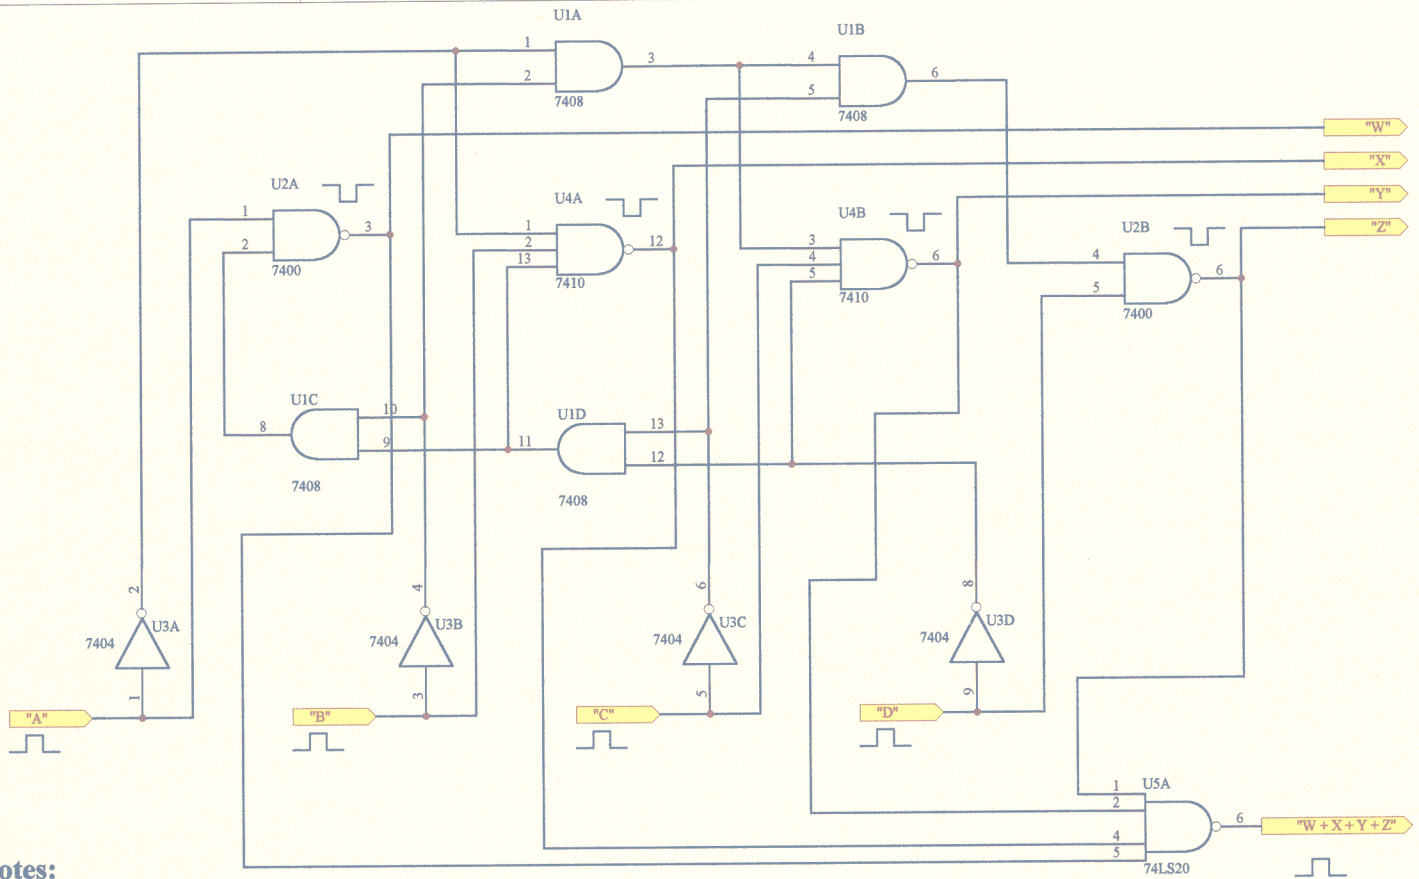 U1A
1
2
3
7408
U1B
4
5
6
7408
"W"
"X"
"Y"
"Z"
U2A
1
2
3
7400
U4A
1
2
13
12
7410
U4B
3
4
5
6
7410
U2B
4
5
6
7400
U1C
8
10
9
7408
U1D
11
13
12
7408
2
7404
U3A
1
"A"
4
7404
U3B
3
"B"
6
7404
U3C
5
"C"
8
7404
U3D
9
"D"
U5A
1
2
4
5
6
74LS20
"W + X + Y + Z"
otes: